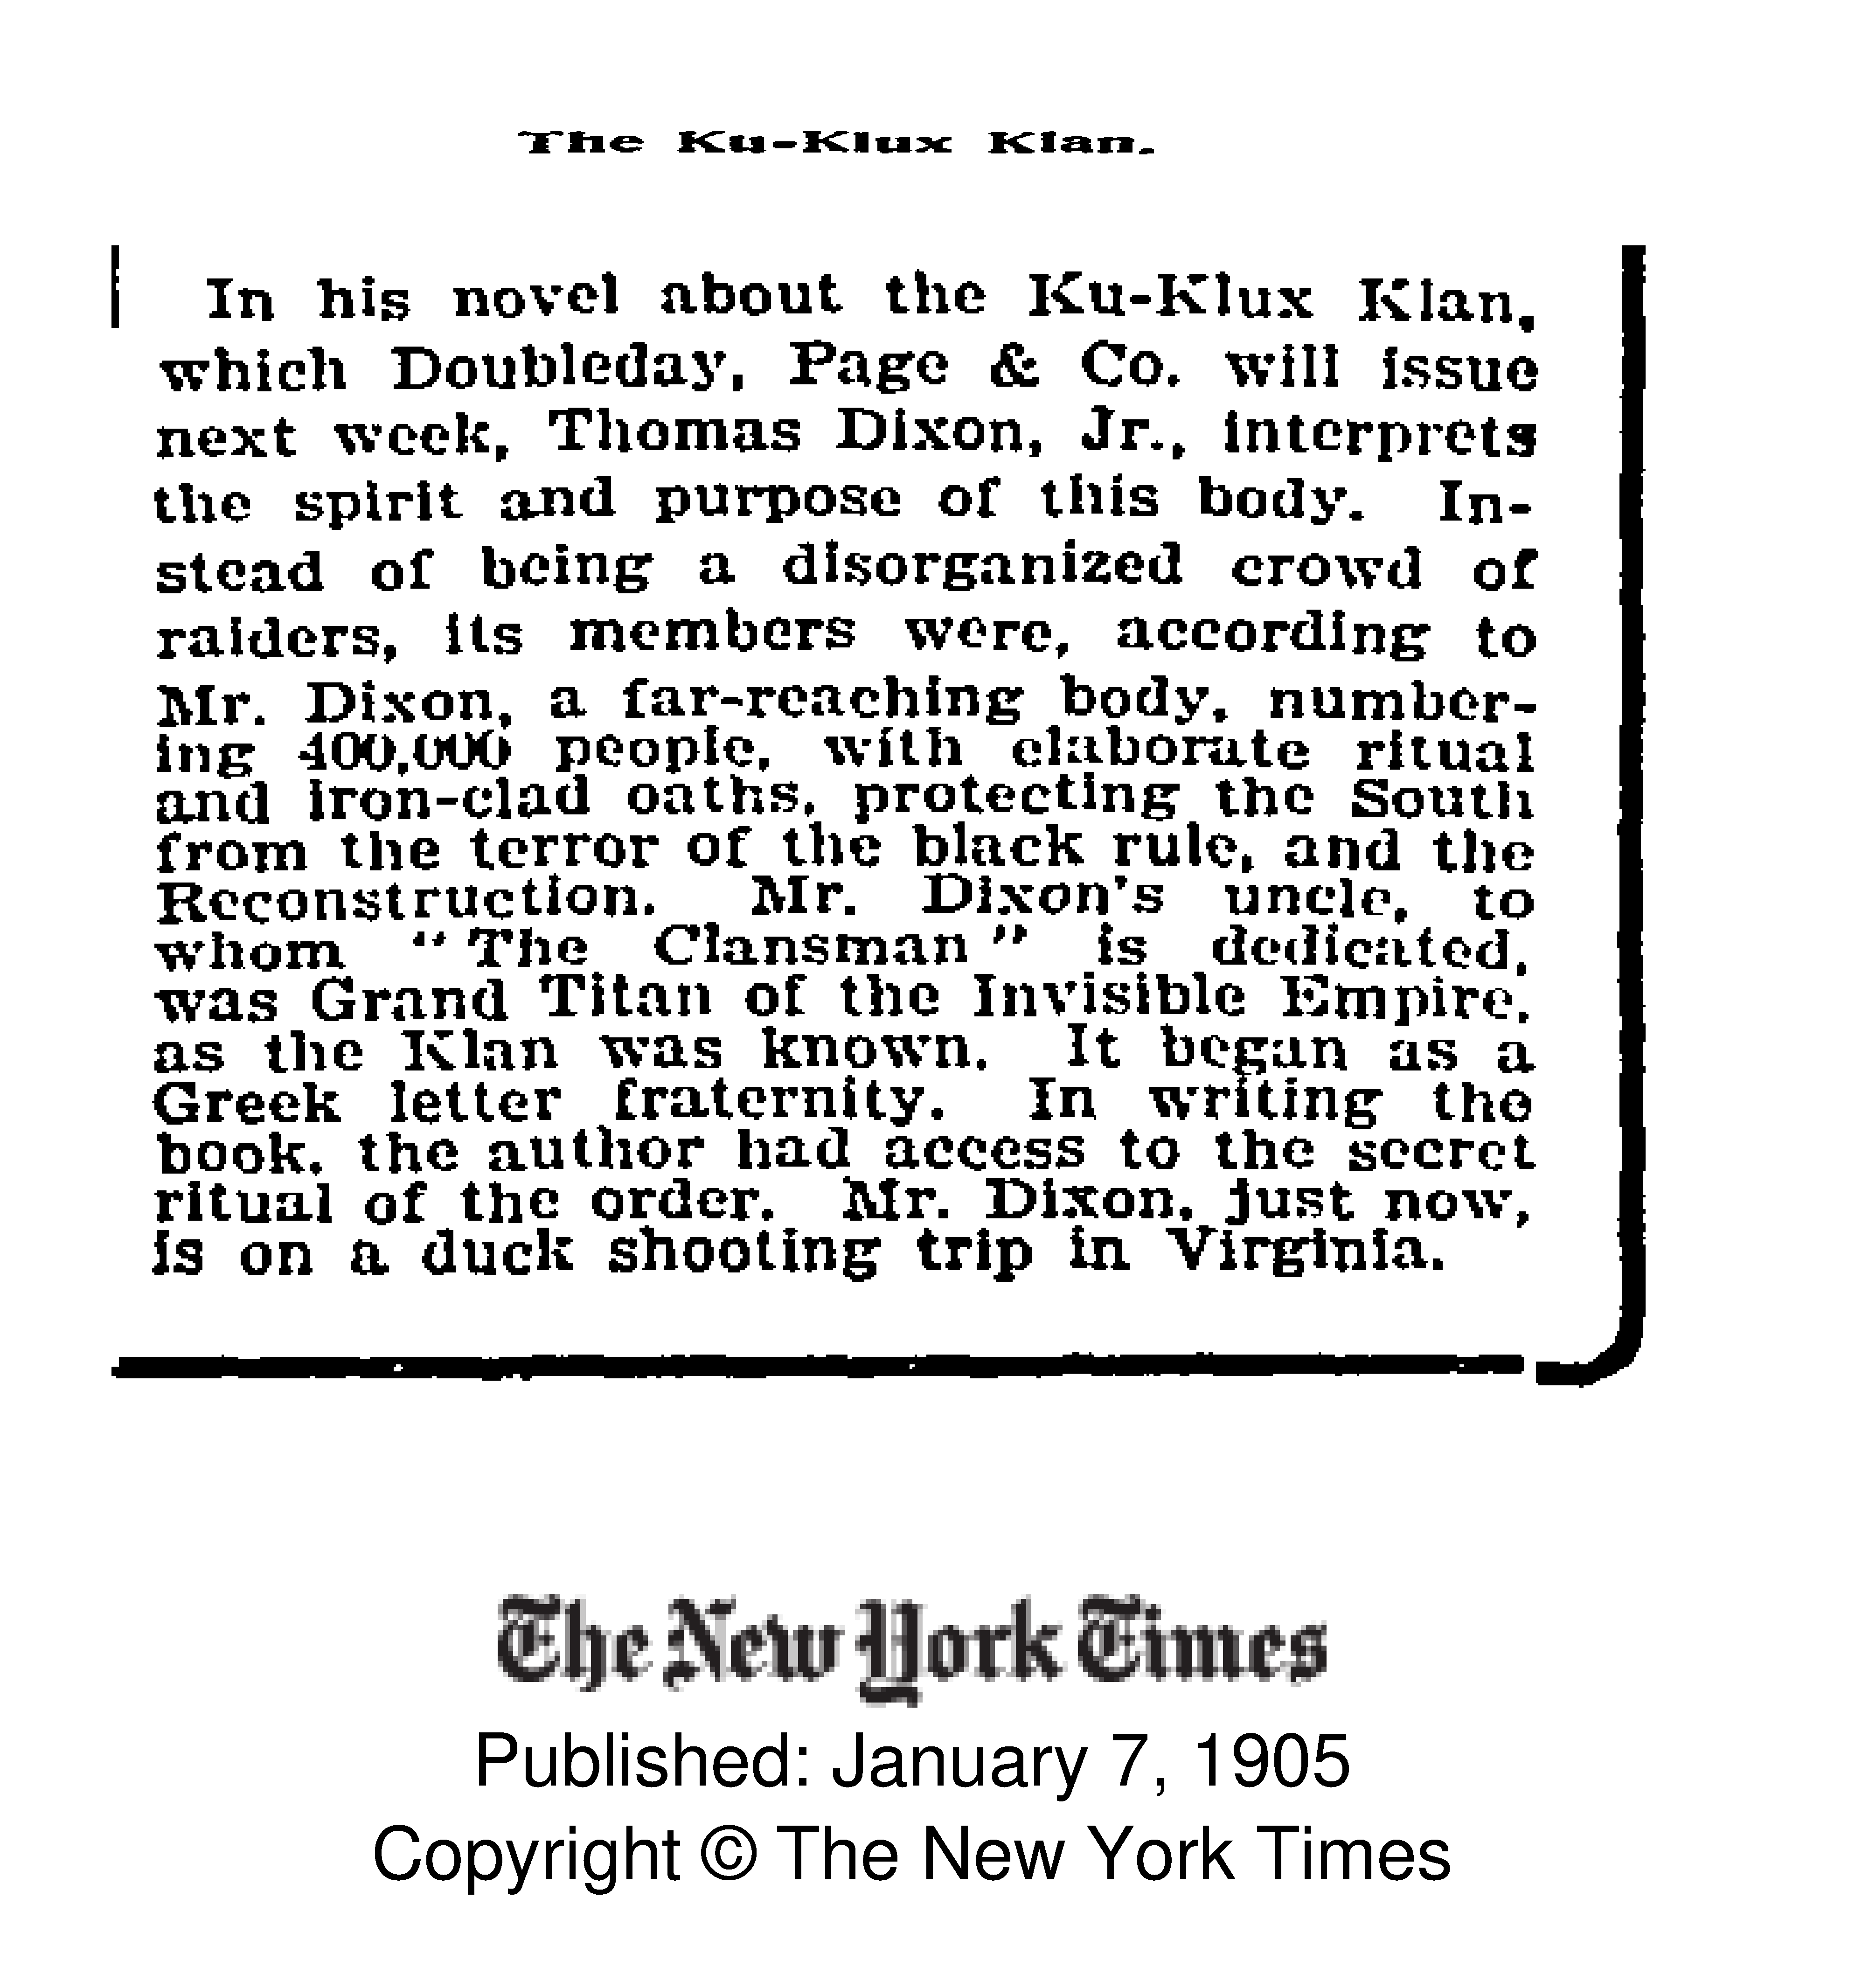 The Ku-Klux Klan.
In his novel about the Ku-Klux Klan,
which Doubleday, Page & Co. will issue
next week, Thomas Dixon, Jr., interprets
the spirit and purpose of this body. In-
stead of being a disorganized crowd of
raiders, its members were, according to
Mr. Dixon, a far-reaching body, number-
ing 400,000 people, with elaborate ritual
and iron-clad oaths, protecting the South
from the terror of the black rule, and the
Reconstruction. Mr. Dixon's uncle, to
whom "The Clansman" is dedicated,
was Grand Titan of the Invisible Empire,
as the Klan was known. It began as a
Greek letter fraternity. In writing the
book, the author had access to the secret
ritual of the order. Mr. Dixon, just now,
is on a duck shooting trip in Virginia.
The New York Times
Published: January 7, 1905
Copyright © The New York Times